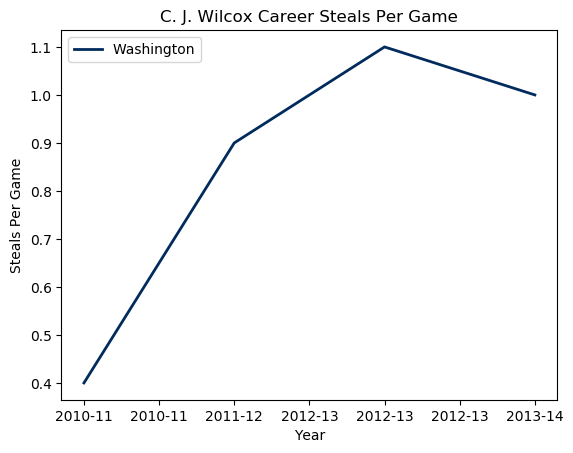 C. J. Wilcox Career Steals Per Game
Washington
1.1
1.0
0.9
0.8
0.7
0.6
0.5
0.4
Steals Per Game
2010-11 2010-11 2011-12 2012-13 2012-13 2012-13 2013-14
Year